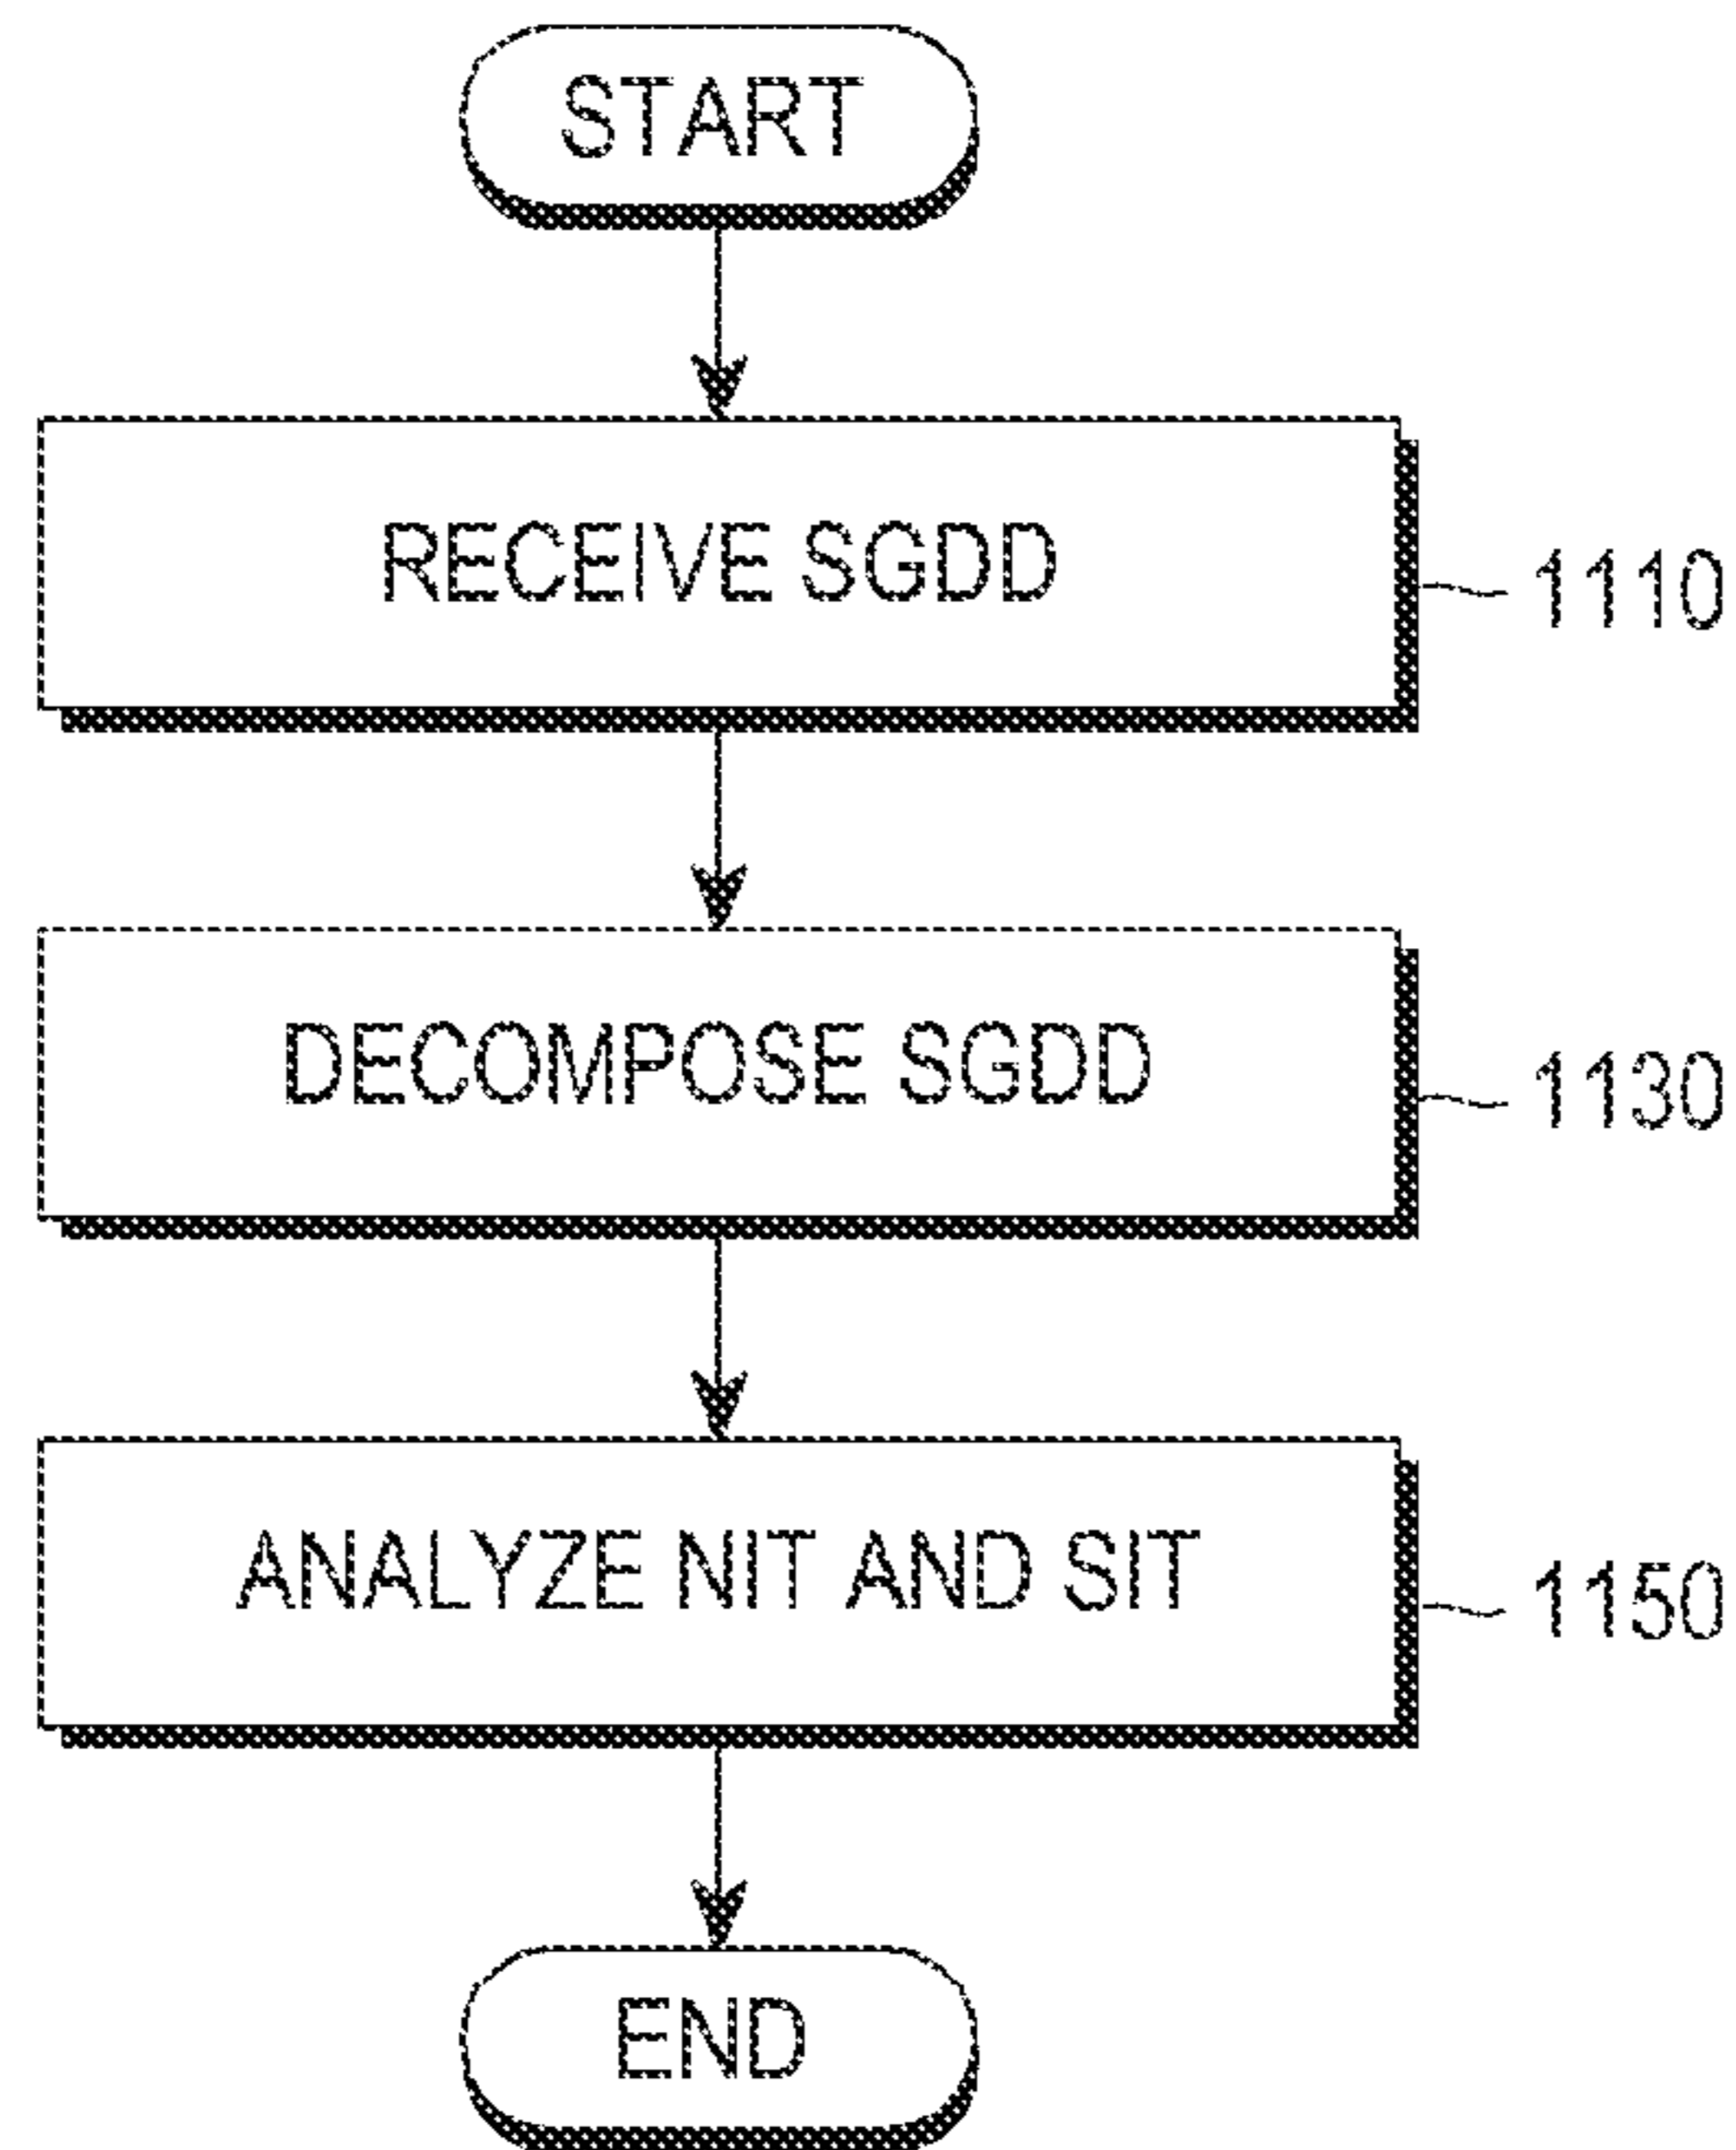 START
RECEIVE SGDD
1110
DECOMPOSE SGDD
1130
ANALYZE NIT AND SIT
1150
END